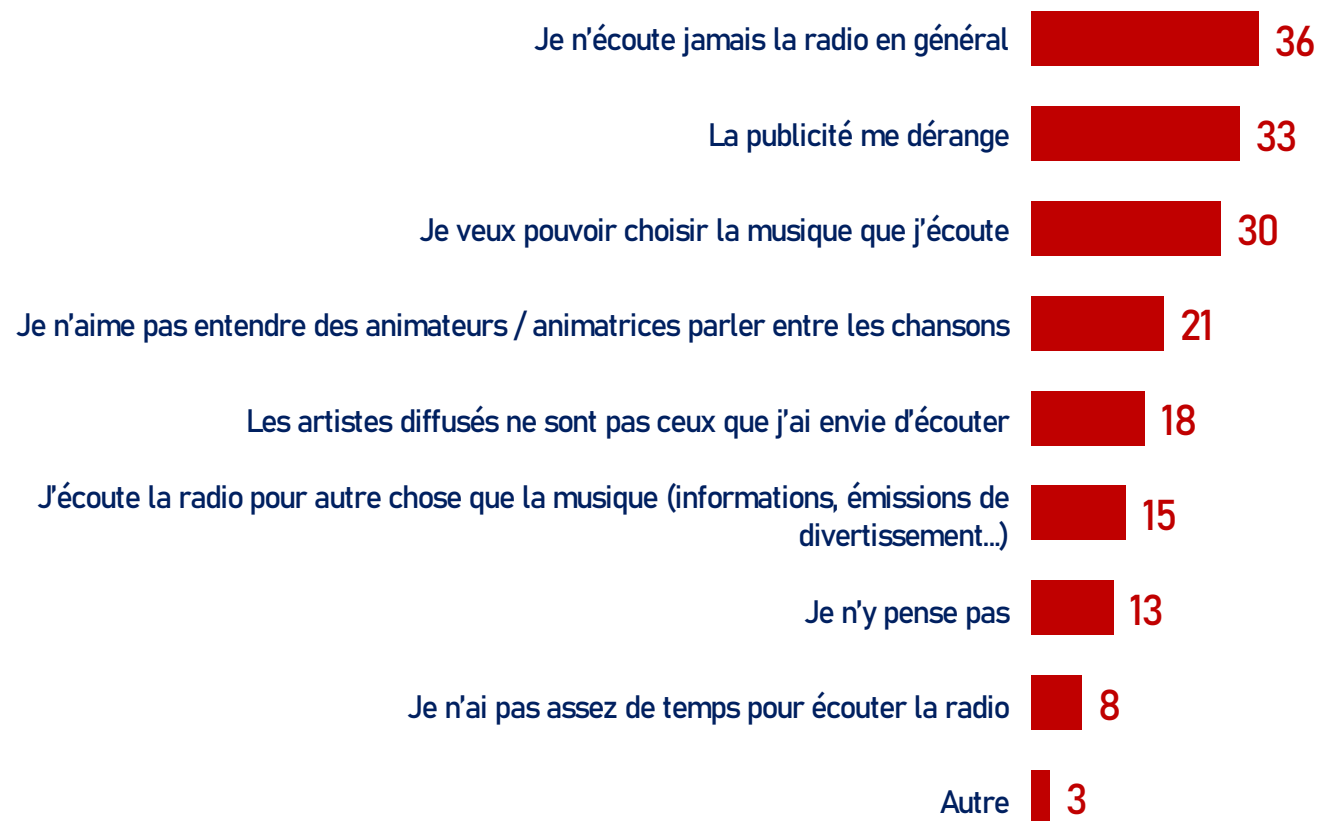 Je n’écoute jamais la radio en général 36
La publicité me dérange 33
Je veux pouvoir choisir la musique que j’écoute 30
Je n’aime pas entendre des animateurs / animatrices parler entre les chansons 21
Les artistes diffusés ne sont pas ceux que j’ai envie d’écouter 18
J’écoute la radio pour autre chose que la musique (informations, émissions de
divertissement…) 15
Je n’y pense pas 13
Je n’ai pas assez de temps pour écouter la radio 8
Autre 3